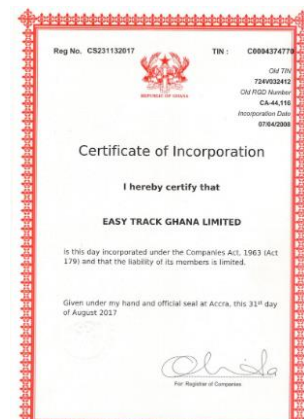 Reg No. CS231132017
TIN : C0004374770
Old TIN
724V032412
Old RGD Number
CA-44,116
Incorporation Date
07/04/2008
REPUBLIC OF GHANA
Certificate of Incorporation
I hereby certify that
EASY TRACK GHANA LIMITED
is this day incorporated under the Companies Act, 1963 (Act
179) and that the liability of its members is limited.
Given under my hand and official seal at Accra, this 31st day
of August 2017
For: Registrar of Companies